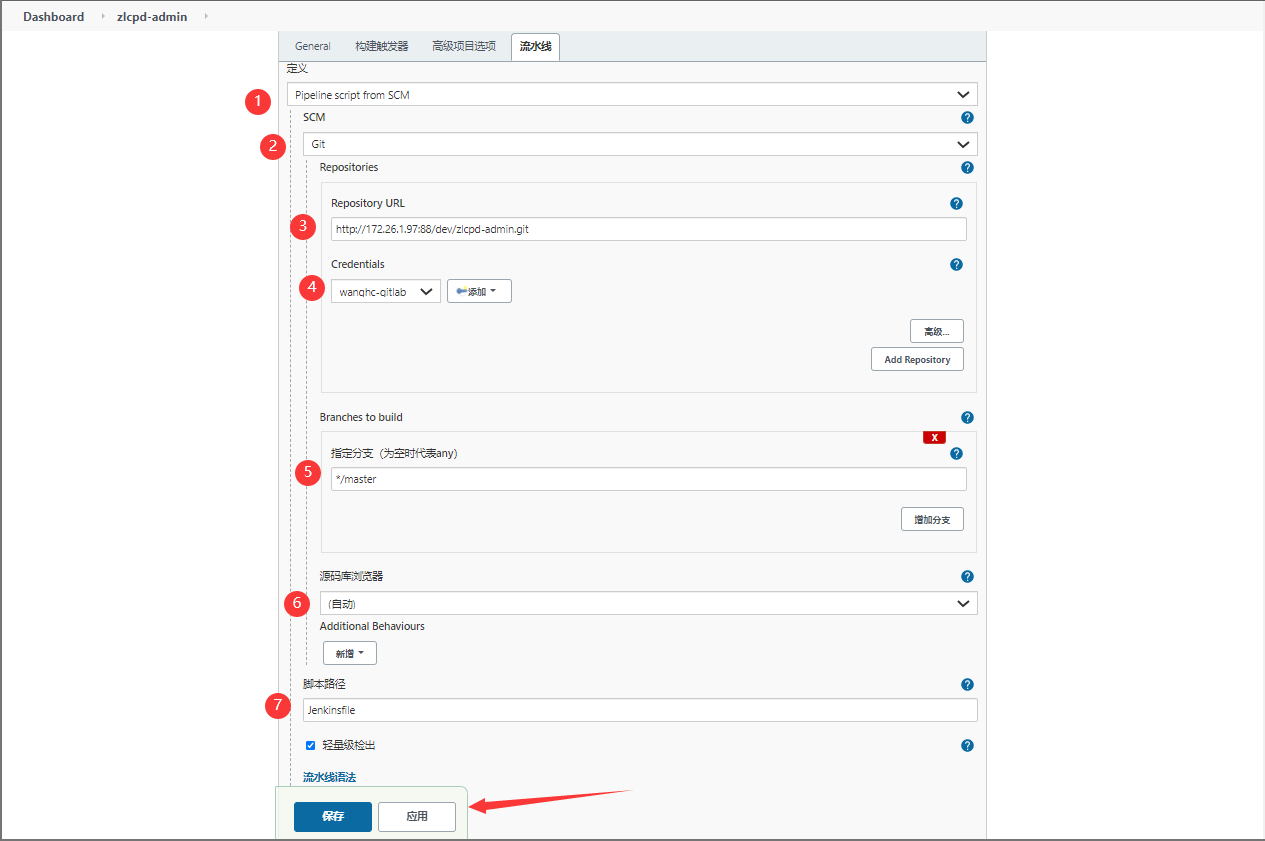 Dashboard zlcpd-admin
General 构建触发器 高级项目选项 流水线
定义
1 Pipeline script from SCM
SCM ?
2 Git
Repositories ?
Repository URL ?
3 http://172.26.1.97:88/dev/zlcpd-admin.git
Credentials ?
4 wanghc-gitlab 添加
高级...
Add Repository
Branches to build ?
X
指定分支（为空时代表any） ?
5 */master
增加分支
源码库浏览器 ?
6 (自动)
Additional Behaviours
新增
脚本路径 ?
7 Jenkinsfile
轻量级检出 ?
流水线语法
保存 应用